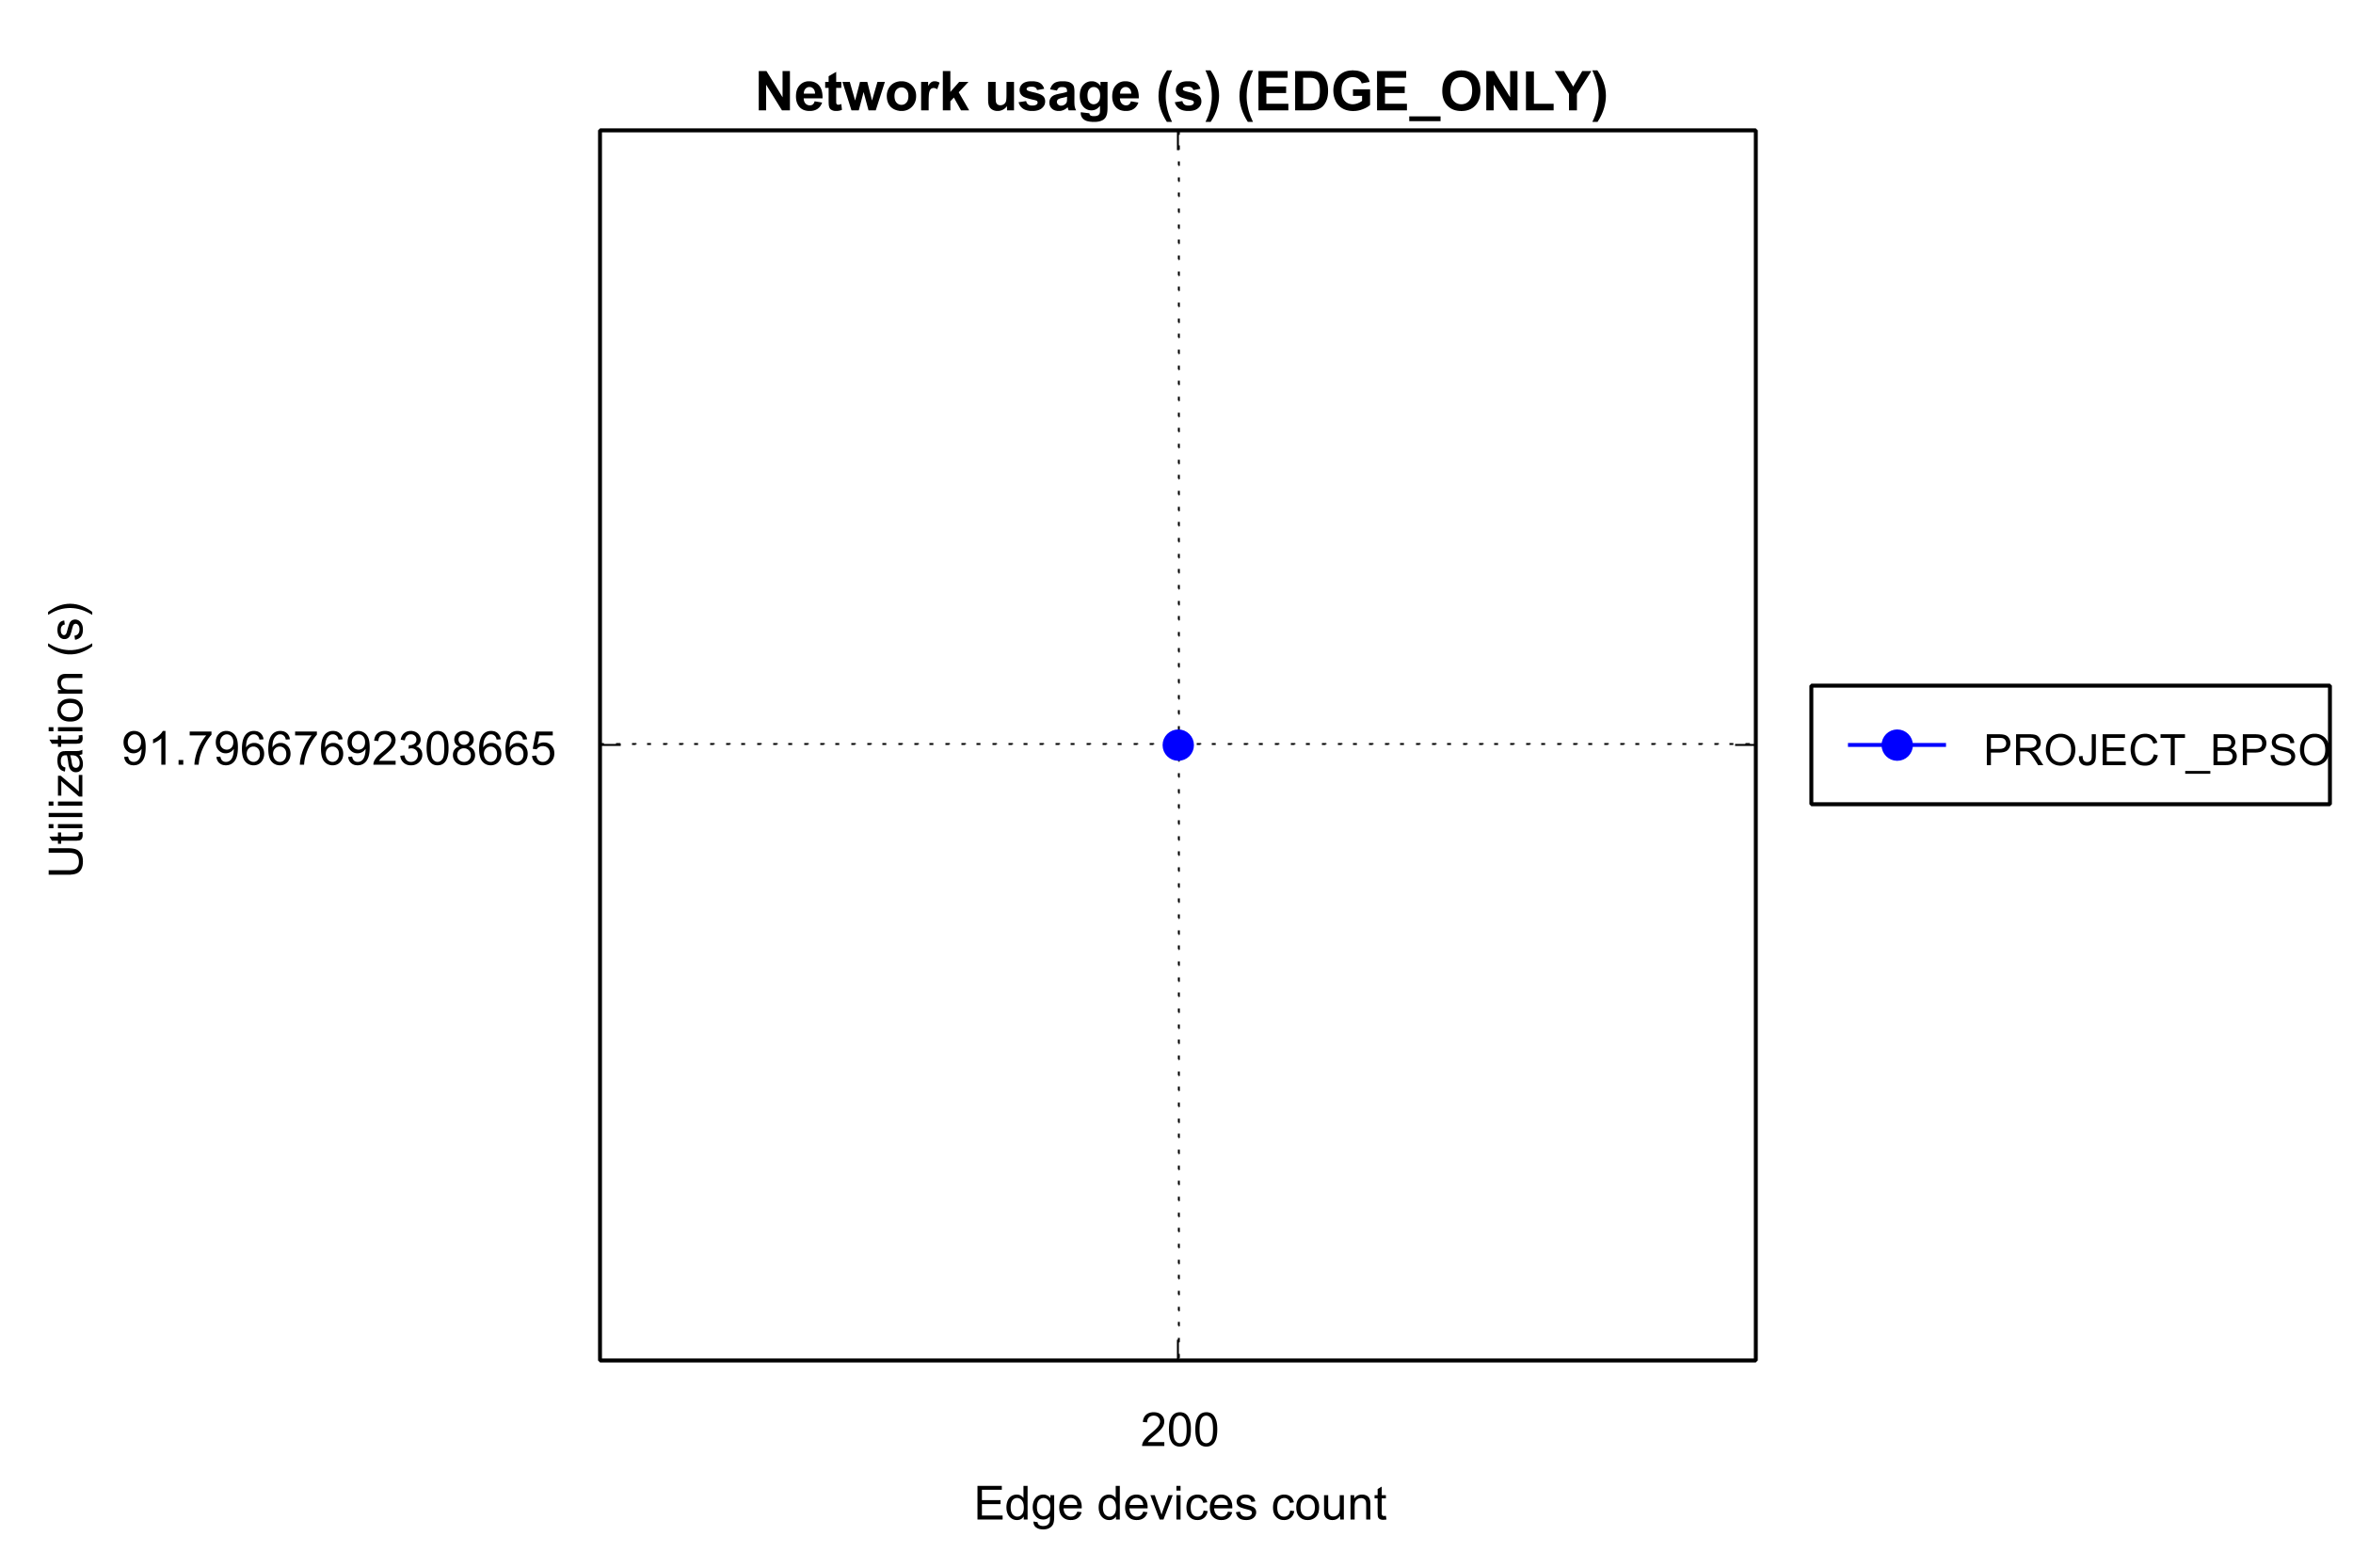 Network usage (s) (EDGE_ONLY)
Utilization (s)
91.79667692308665
PROJECT_BPSO
200
Edge devices count